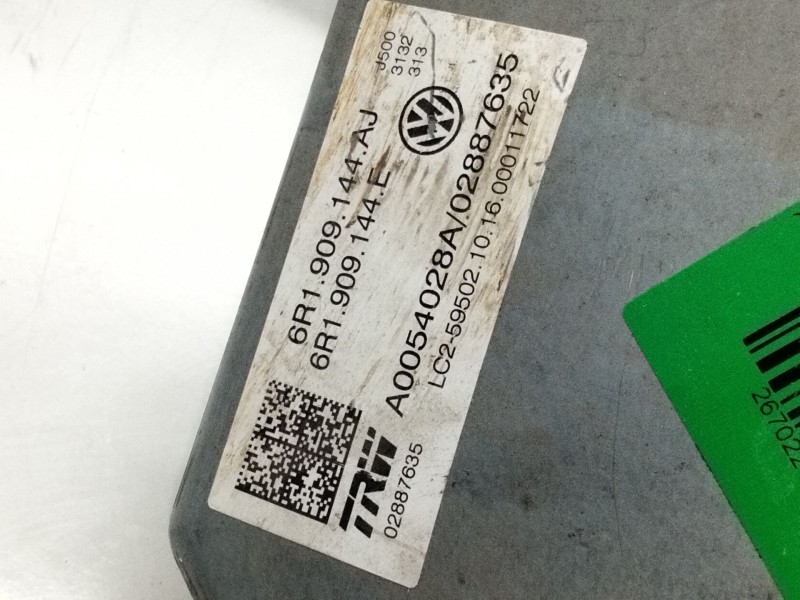 J500
3132
313
6R1.909.144.AJ
6R1.909.144.E
A0054028A/02887635
LC2-59502.10.16.00011722
TRW
02887635
267022